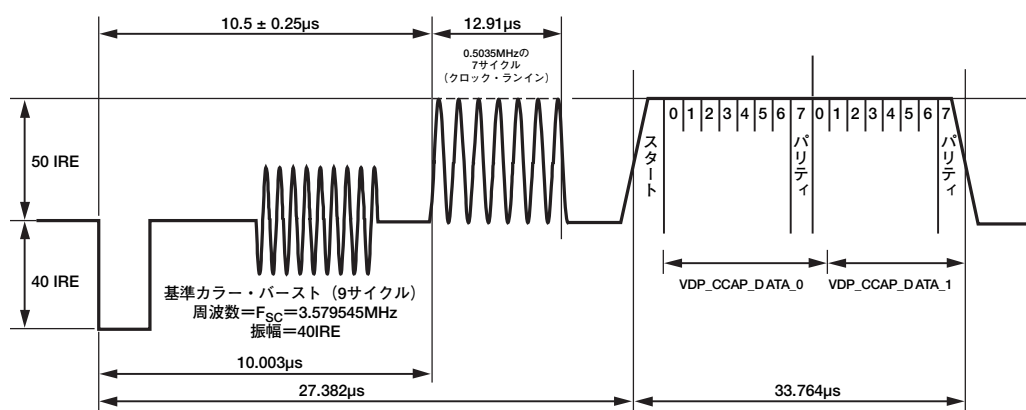 10.5 ± 0.25µs
12.91µs
0.5035MHzの
7サイクル
(クロック・ランイン)
50 IRE
40 IRE
スタート
0 1 2 3 4 5 6 7 0 1 2 3 4 5 6 7
パリティ
パリティ
VDP_CCAP_D ATA_0
VDP_CCAP_D ATA_1
基準カラー・バースト(9サイクル)
周波数=FSC=3.579545MHz
振幅=40IRE
10.003µs
27.382µs
33.764µs